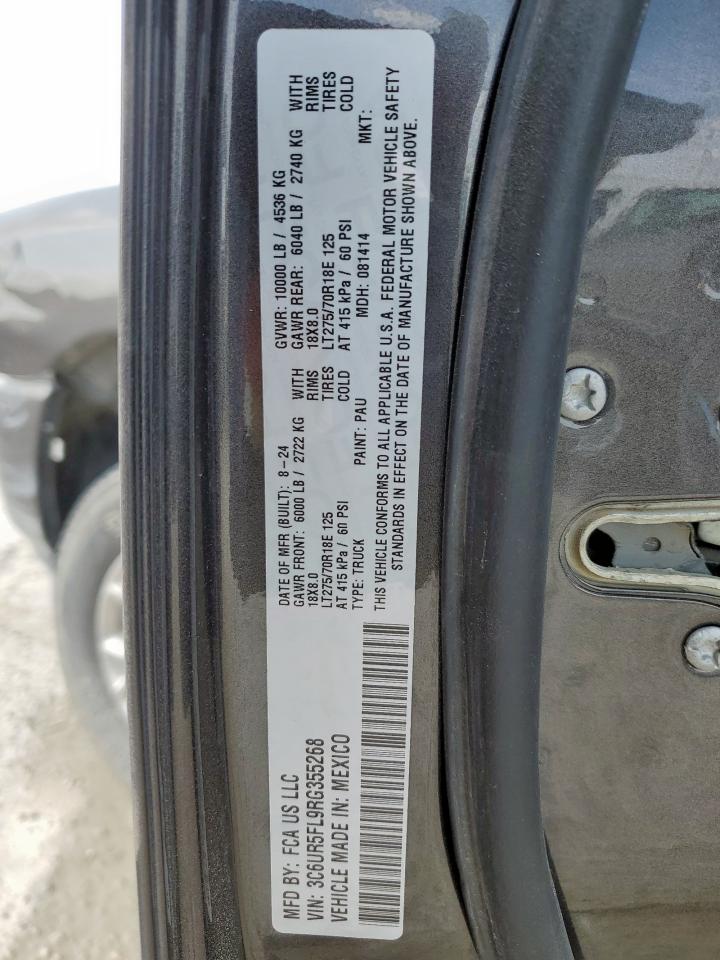 MFD BY: FCA US LLC
VIN: 3C6UR5FL9RG355268
VEHICLE MADE IN: MEXICO
DATE OF MFR (BUILT): 8-24 GVWR: 10000 LB / 4536 KG
GAWR FRONT: 6000 LB / 2722 KG WITH GAWR REAR: 6040 LB / 2740 KG WITH
18X8.0 RIMS 18X8.0 RIMS
LT275/70R18E 125 TIRES LT275/70R18E 125 TIRES
AT 415 kPa / 60 PSI COLD AT 415 kPa / 60 PSI COLD
TYPE: TRUCK PAINT: PAU MDH: 081414 MKT:
THIS VEHICLE CONFORMS TO ALL APPLICABLE U.S.A. FEDERAL MOTOR VEHICLE SAFETY
STANDARDS IN EFFECT ON THE DATE OF MANUFACTURE SHOWN ABOVE.